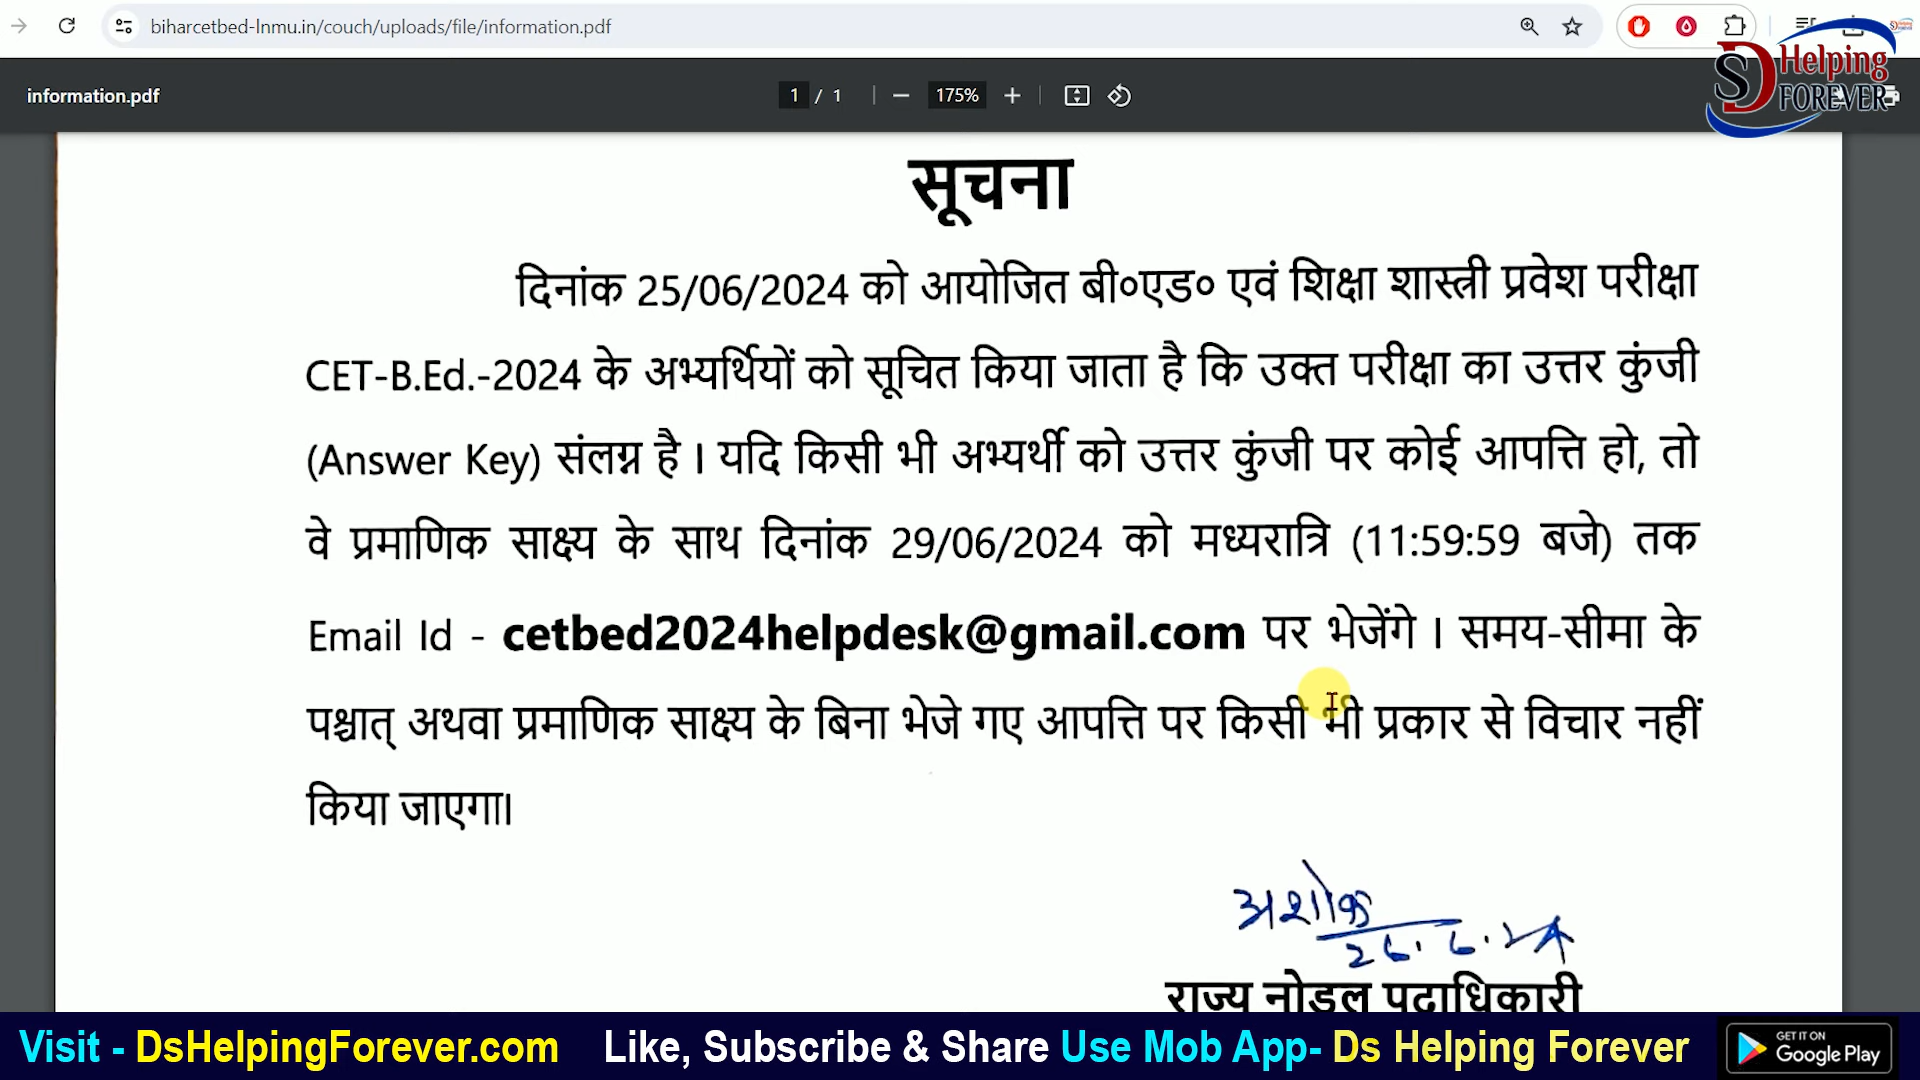 biharcetbed-lnmu.in/couch/uploads/file/information.pdf
SD Helping FOREVER
information.pdf
1 / 1
175%
सूचना
दिनांक 25/06/2024 को आयोजित बी०एड० एवं शिक्षा शास्त्री प्रवेश परीक्षा
CET-B.Ed.-2024 के अभ्यर्थियों को सूचित किया जाता है कि उक्त परीक्षा का उत्तर कुंजी
(Answer Key) संलग्न है । यदि किसी भी अभ्यर्थी को उत्तर कुंजी पर कोई आपत्ति हो, तो
वे प्रमाणिक साक्ष्य के साथ दिनांक 29/06/2024 को मध्यरात्रि (11:59:59 बजे) तक
Email Id - cetbed2024helpdesk@gmail.com पर भेजेंगे । समय-सीमा के
पश्चात् अथवा प्रमाणिक साक्ष्य के बिना भेजे गए आपत्ति पर किसी भी प्रकार से विचार नहीं
किया जाएगा।
अशोक
26.6.24
राज्य नोडल पदाधिकारी
Visit - DsHelpingForever.com Like, Subscribe & Share Use Mob App- Ds Helping Forever
GET IT ON
Google Play